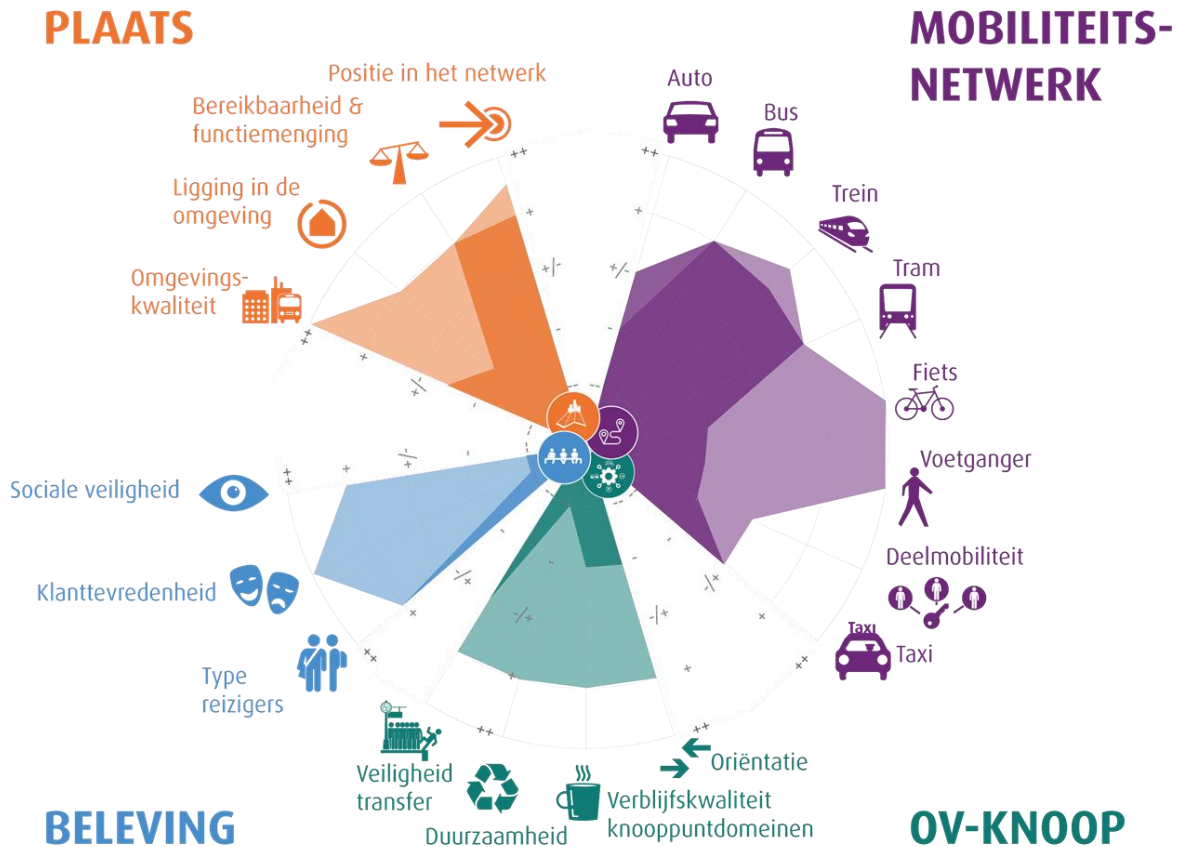 PLAATS
MOBILITEITS-
NETWERK
Positie in het netwerk
Bereikbaarheid &
functiemenging
Ligging in de
omgeving
Omgevings-
kwaliteit
Auto
Bus
Trein
Tram
Fiets
Voetganger
Deelmobiliteit
Taxi
Taxi
++
++
+
+
+/-
+/-
-
-
++
+
+/-
-
++
+
+/-
-
-
+/-
+
++
-
+/-
+
++
-
+/-
+
++
-
+/-
+
++
Sociale veiligheid
Klanttevredenheid
Type
reizigers
Veiligheid
transfer
Duurzaamheid
Verblijfskwaliteit
knooppuntdomeinen
Oriëntatie
BELEVING
OV-KNOOP